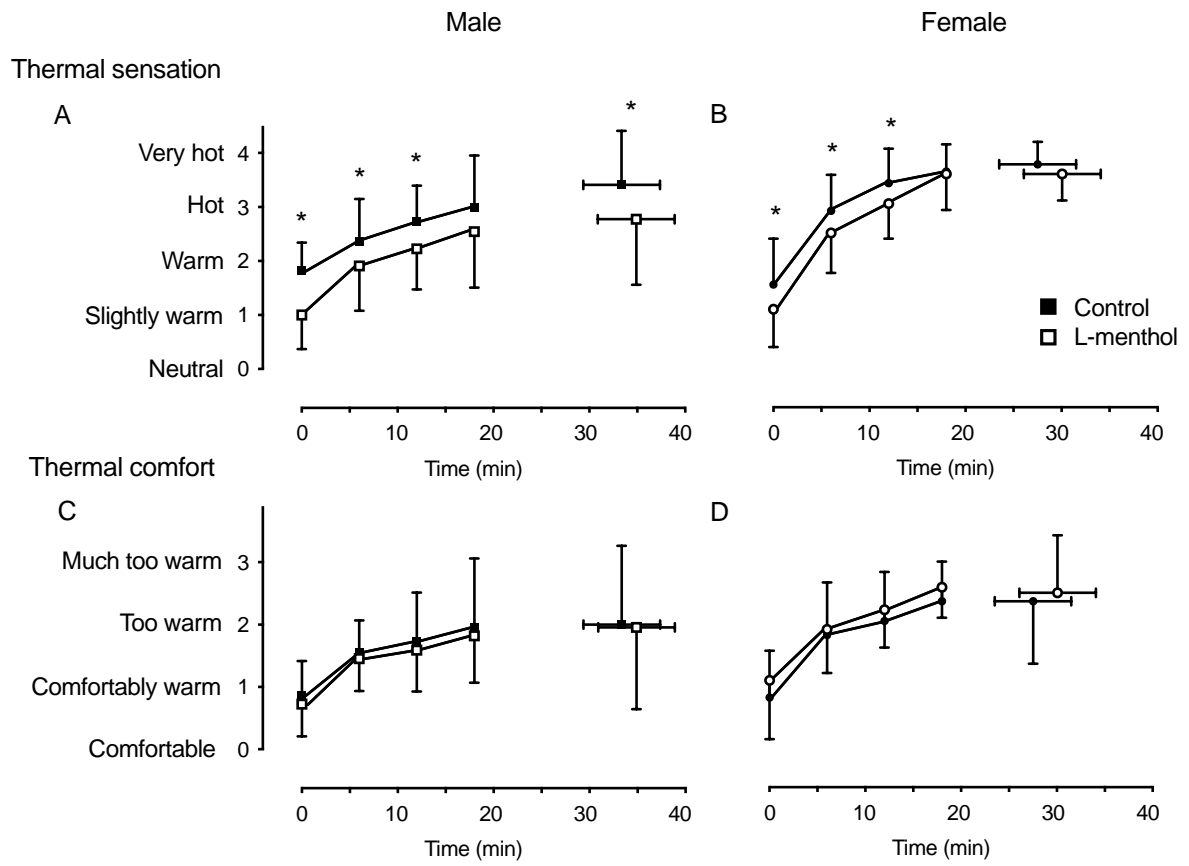 Male Female
Thermal sensation
A B
* * * *
* * *
Very hot 4
Hot 3
Warm 2
Slightly warm 1
Neutral 0
Control
L-menthol
0 10 20 30 40 0 10 20 30 40
Time (min) Time (min)
Thermal comfort
C D
Much too warm 3
Too warm 2
Comfortably warm 1
Comfortable 0
0 10 20 30 40 0 10 20 30 40
Time (min) Time (min)